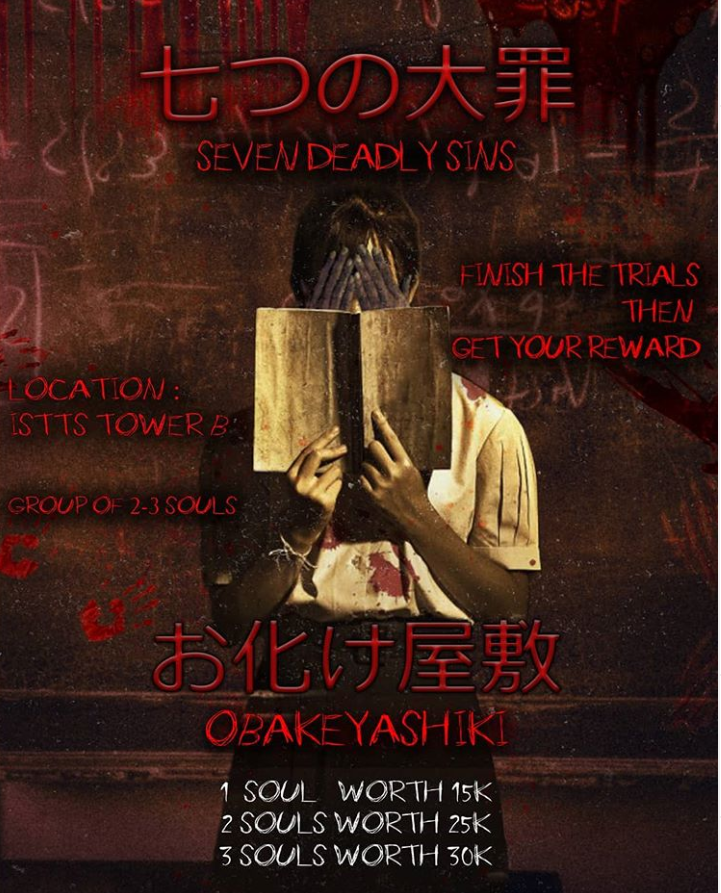 七つの大罪
SEVEN DEADLY SINS
FINISH THE TRIALS
THEN
GET YOUR REWARD
LOCATION :
ISTTS TOWER B
GROUP OF 2-3 SOULS
お化け屋敷
OBAKEYASHIKI
1 SOUL WORTH 15K
2 SOULS WORTH 25K
3 SOULS WORTH 30K